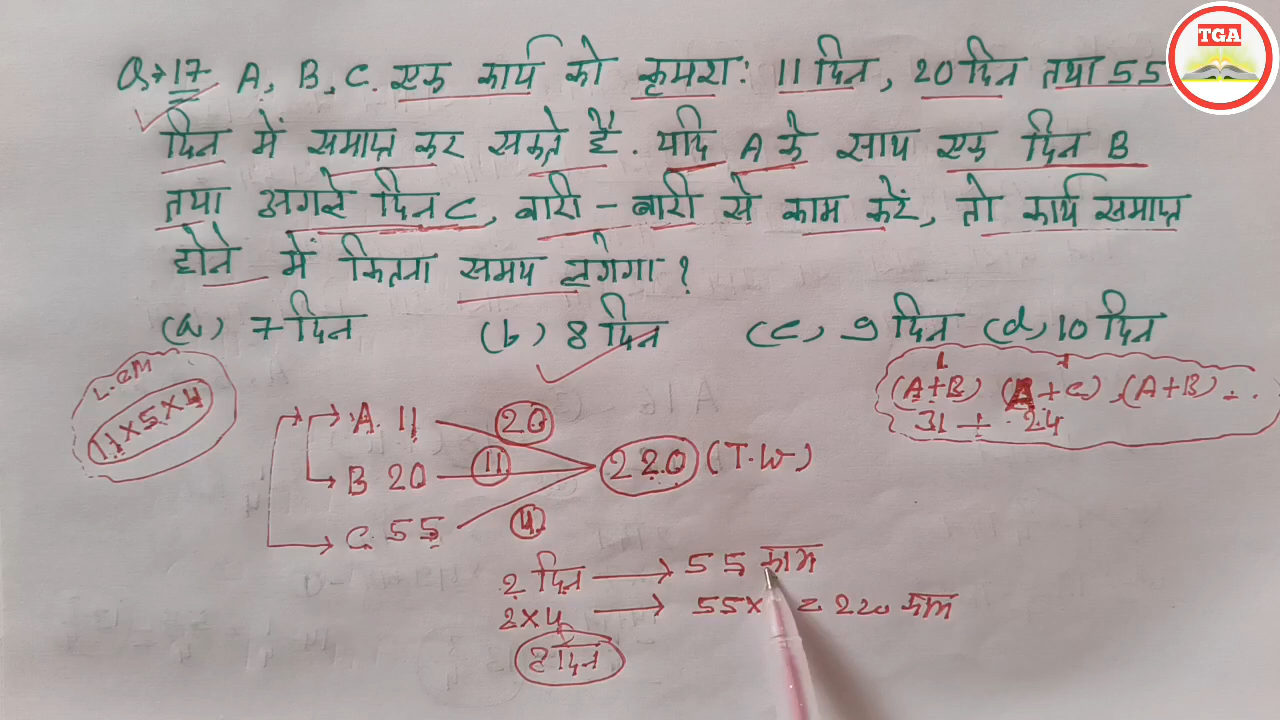 TGA
Q→17 A, B, C. एक कार्य को क्रमशः 11 दिन, 20 दिन तथा 55
दिन में समाप्त कर सकते है. यदि A के साथ एक दिन B
तथा अगले दिन C, बारी-बारी से काम करें, तो कार्य समाप्त
होने में कितना समय लगेगा?
(a) 7 दिन (b) 8 दिन (c) 9 दिन (d) 10 दिन
L.CM
11×5×4
(A+B) (A+C), (A+B)...
31 + 24
A. 11 20
B 20 11 220 (T.W)
C. 55 4
2 दिन → 55 काम
2×4 → 55× = 220 काम
8 दिन